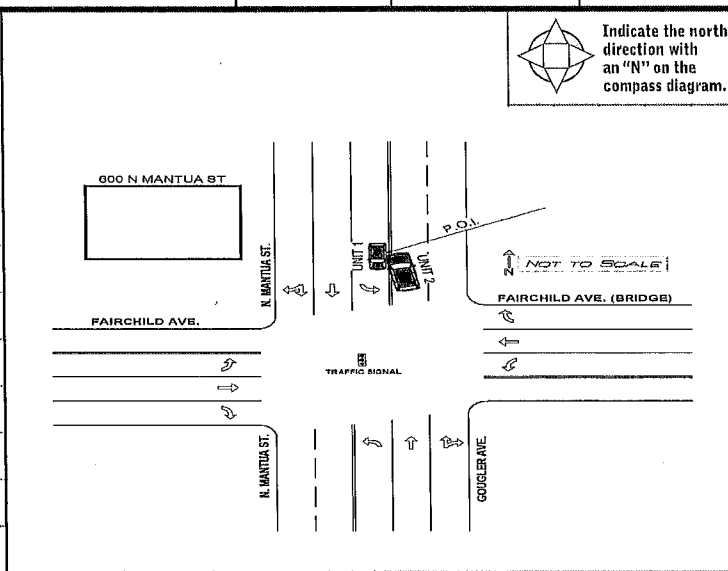 Indicate the north
direction with
an "N" on the
compass diagram.
600 N MANTUA ST
N. MANTUA ST.
UNIT 1
P.O.I.
UNIT 2
N
NOT TO SCALE
FAIRCHILD AVE. (BRIDGE)
FAIRCHILD AVE.
TRAFFIC SIGNAL
N. MANTUA ST.
GOUGLER AVE.